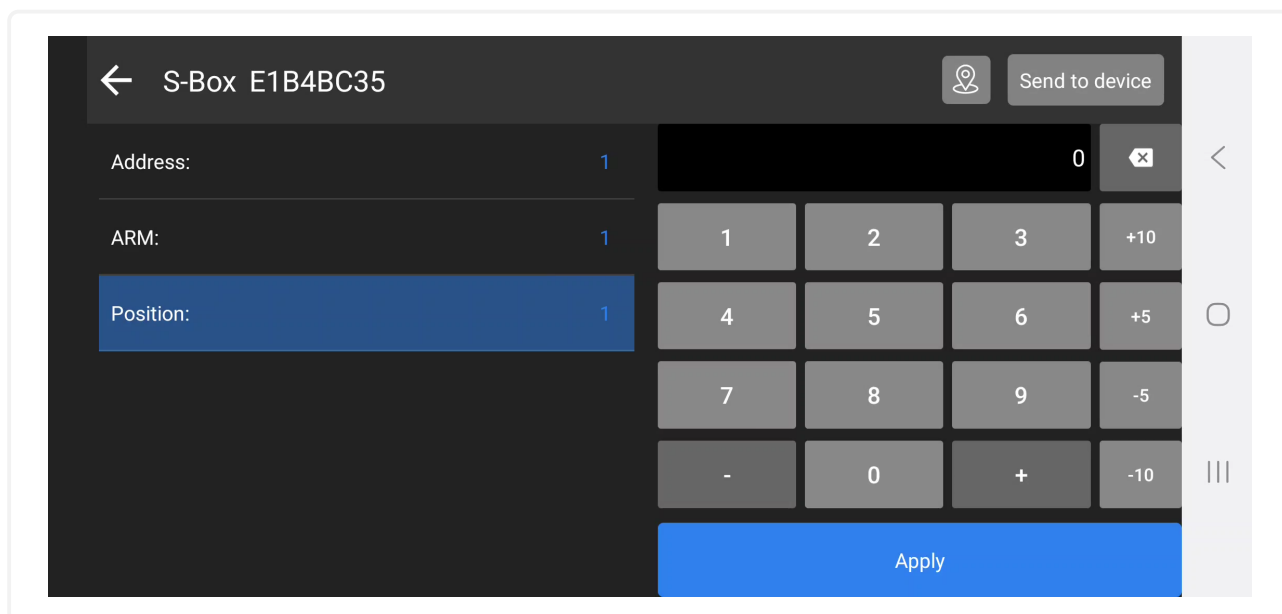 S-Box E1B4BC35
Send to device
Address: 1
ARM: 1
Position: 1
0
1 2 3 +10
4 5 6 +5
7 8 9 -5
- 0 + -10
Apply